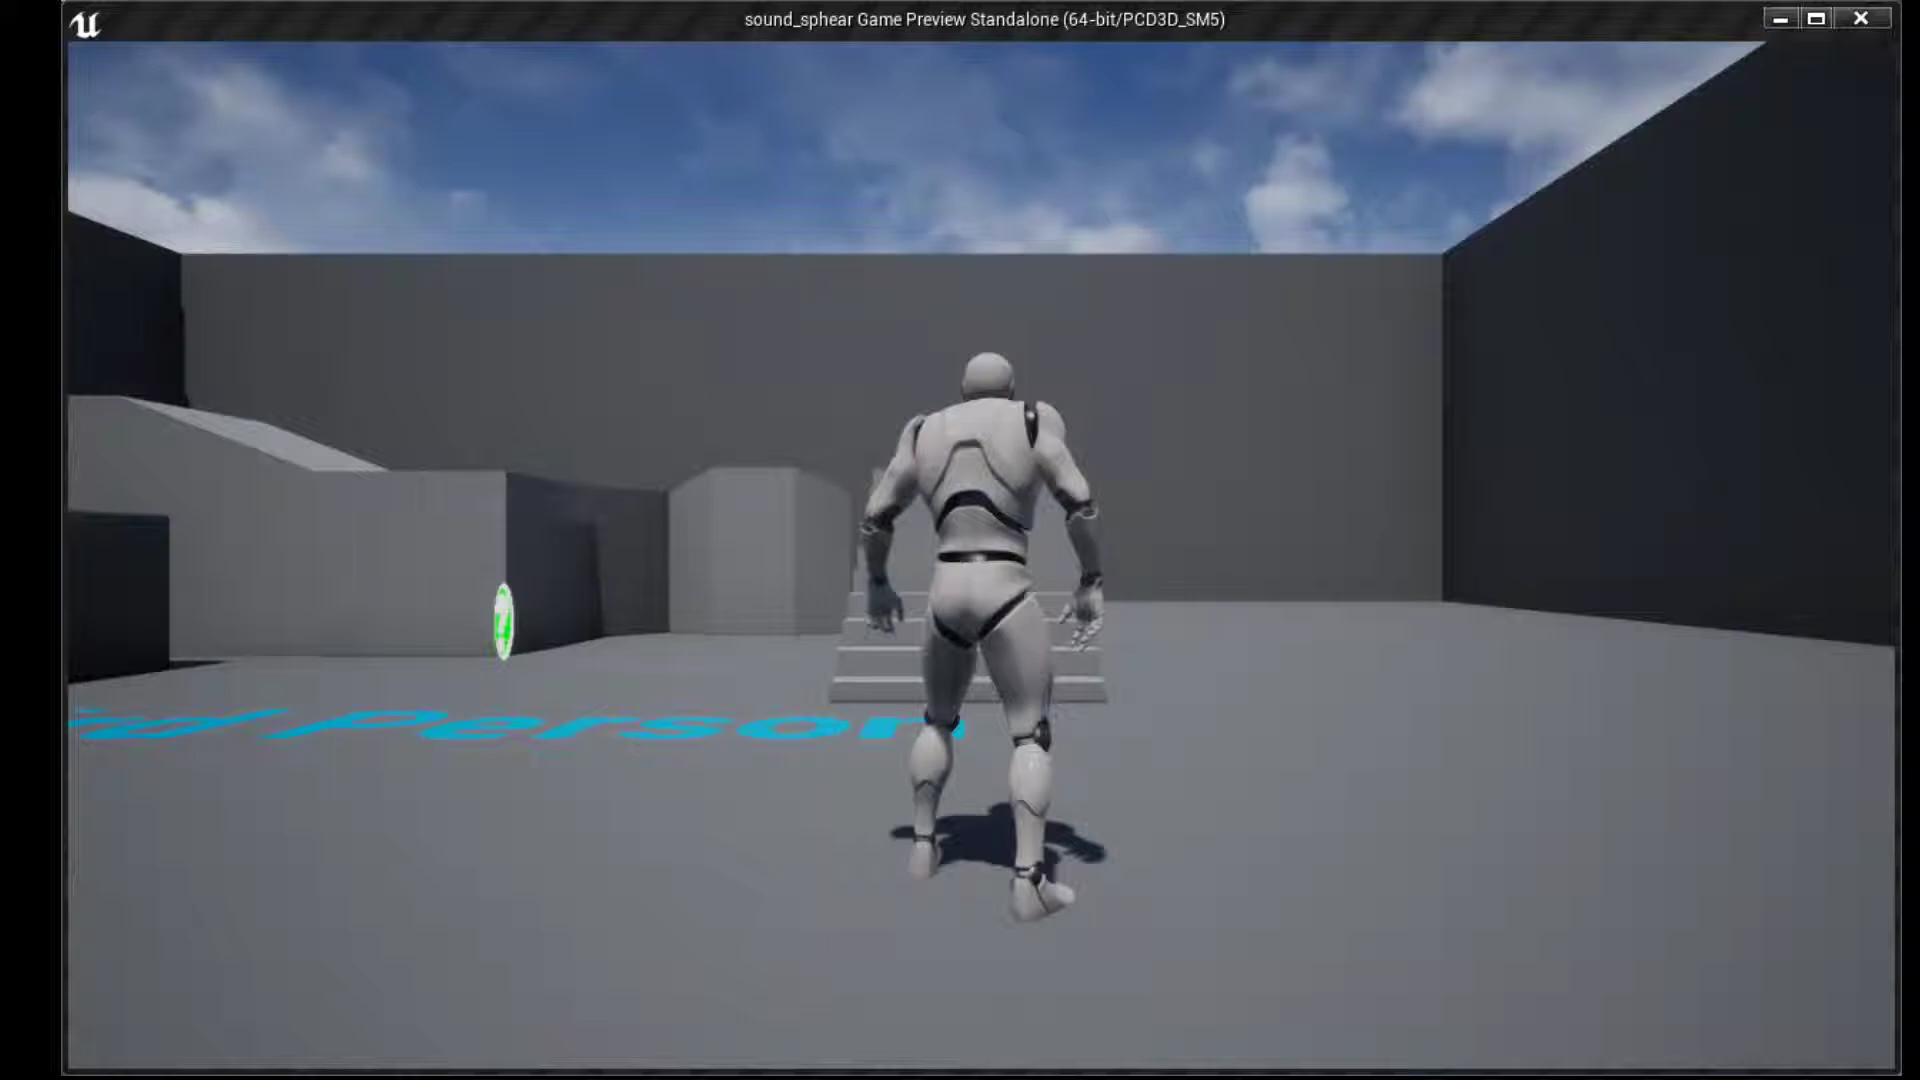 sound_sphear Game Preview Standalone (64-bit/PCD3D_SM5)
Person